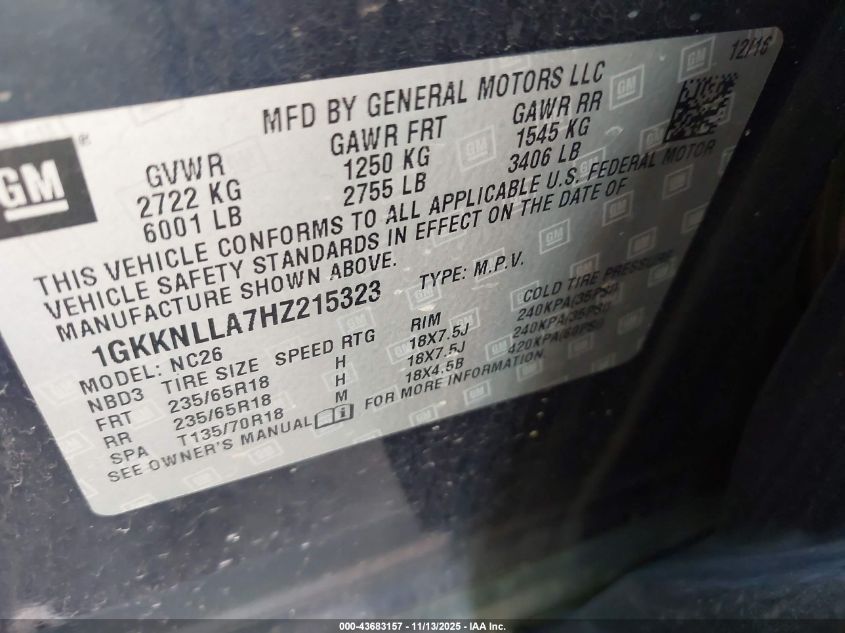 12/16
MFD BY GENERAL MOTORS LLC
GM ®
GVWR GAWR FRT GAWR RR
2722 KG 1250 KG 1545 KG
6001 LB 2755 LB 3406 LB
THIS VEHICLE CONFORMS TO ALL APPLICABLE U.S. FEDERAL MOTOR
VEHICLE SAFETY STANDARDS IN EFFECT ON THE DATE OF
MANUFACTURE SHOWN ABOVE.
1GKKNLLA7HZ215323 TYPE: M.P.V.
MODEL: NC26
NBD3 TIRE SIZE SPEED RTG RIM COLD TIRE PRESSURE
FRT 235/65R18 H 18X7.5J 240KPA(35PSI)
RR 235/65R18 H 18X7.5J 240KPA(35PSI)
SPA T135/70R18 M 18X4.5B 420KPA(60PSI)
SEE OWNER'S MANUAL FOR MORE INFORMATION.
000-43683157 - 11/13/2025 - IAA Inc.